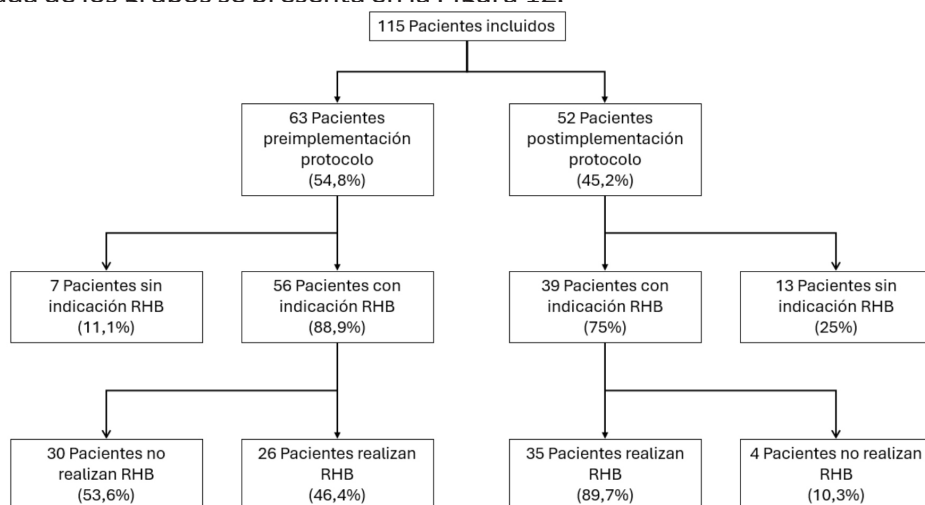 115 Pacientes incluidos
63 Pacientes
preimplementación
protocolo
(54,8%)
52 Pacientes
postimplementación
protocolo
(45,2%)
7 Pacientes sin
indicación RHB
(11,1%)
56 Pacientes con
indicación RHB
(88,9%)
39 Pacientes con
indicación RHB
(75%)
13 Pacientes sin
indicación RHB
(25%)
30 Pacientes no
realizan RHB
(53,6%)
26 Pacientes realizan
RHB
(46,4%)
35 Pacientes realizan
RHB
(89,7%)
4 Pacientes no realizan
RHB
(10,3%)